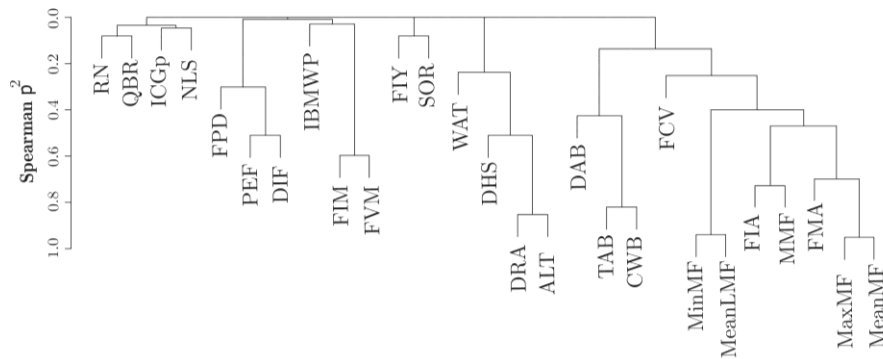 Spearman ρ²
0.0
0.2
0.4
0.6
0.8
1.0
RN
QBR
ICGp
NLS
FPD
PEF
DIF
IBMWP
FIM
FVM
FIY
SOR
WAT
DHS
DRA
ALT
DAB
TAB
CWB
FCV
MinMF
MeanLMF
FIA
MMF
FMA
MaxMF
MeanMF